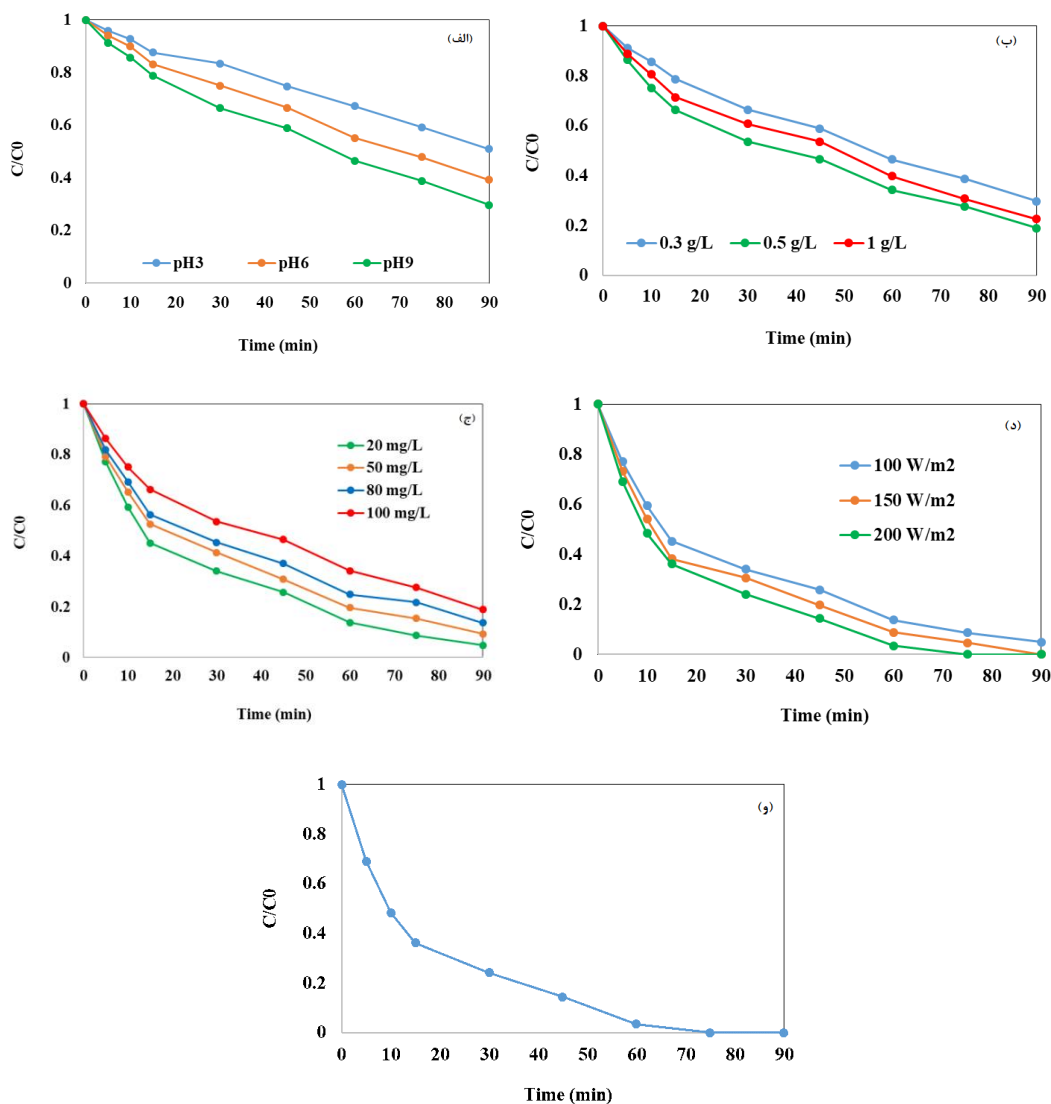 (الف)
1
0.8
0.6
0.4
0.2
0
C/C0
pH3 pH6 pH9
0 10 20 30 40 50 60 70 80 90
Time (min)
(ب)
1
0.8
0.6
0.4
0.2
0
C/C0
0.3 g/L 0.5 g/L 1 g/L
0 10 20 30 40 50 60 70 80 90
Time (min)
(ج)
1
0.8
0.6
0.4
0.2
0
C/C0
20 mg/L
50 mg/L
80 mg/L
100 mg/L
0 10 20 30 40 50 60 70 80 90
Time (min)
(د)
1
0.8
0.6
0.4
0.2
0
C/C0
100 W/m2
150 W/m2
200 W/m2
0 10 20 30 40 50 60 70 80 90
Time (min)
(و)
1
0.8
0.6
0.4
0.2
0
C/C0
0 10 20 30 40 50 60 70 80 90
Time (min)